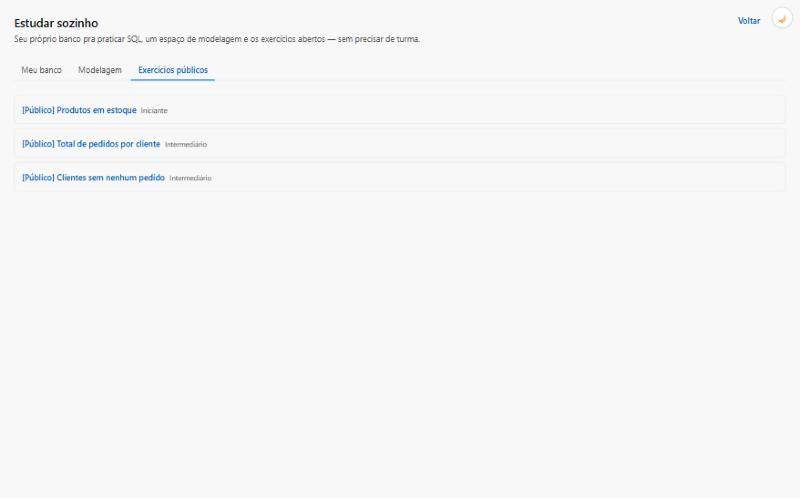 Estudar sozinho
Voltar
Seu próprio banco pra praticar SQL, um espaço de modelagem e os exercícios abertos — sem precisar de turma.
Meu banco Modelagem Exercícios públicos
[Público] Produtos em estoque Iniciante
[Público] Total de pedidos por cliente Intermediário
[Público] Clientes sem nenhum pedido Intermediário